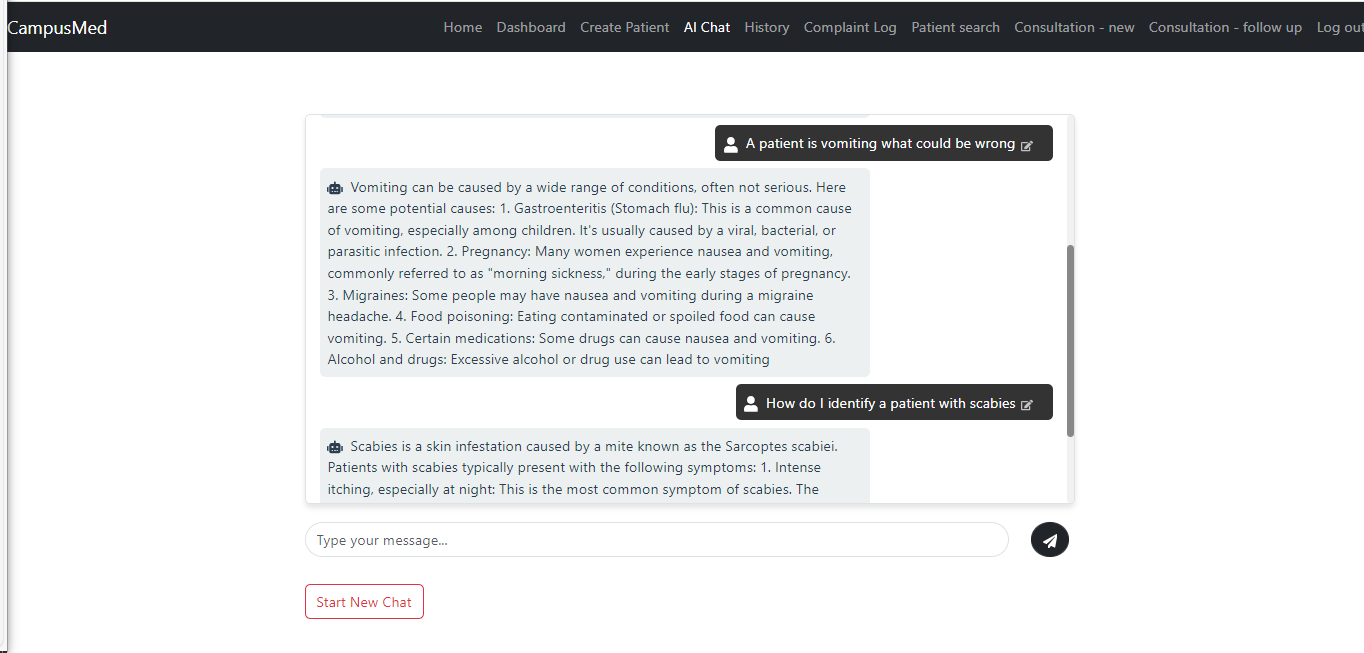 CampusMed
Home Dashboard Create Patient AI Chat History Complaint Log Patient search Consultation - new Consultation - follow up Log out
A patient is vomiting what could be wrong
Vomiting can be caused by a wide range of conditions, often not serious. Here
are some potential causes: 1. Gastroenteritis (Stomach flu): This is a common cause
of vomiting, especially among children. It's usually caused by a viral, bacterial, or
parasitic infection. 2. Pregnancy: Many women experience nausea and vomiting,
commonly referred to as "morning sickness," during the early stages of pregnancy.
3. Migraines: Some people may have nausea and vomiting during a migraine
headache. 4. Food poisoning: Eating contaminated or spoiled food can cause
vomiting. 5. Certain medications: Some drugs can cause nausea and vomiting. 6.
Alcohol and drugs: Excessive alcohol or drug use can lead to vomiting
How do I identify a patient with scabies
Scabies is a skin infestation caused by a mite known as the Sarcoptes scabiei.
Patients with scabies typically present with the following symptoms: 1. Intense
itching, especially at night: This is the most common symptom of scabies. The
Type your message...
Start New Chat